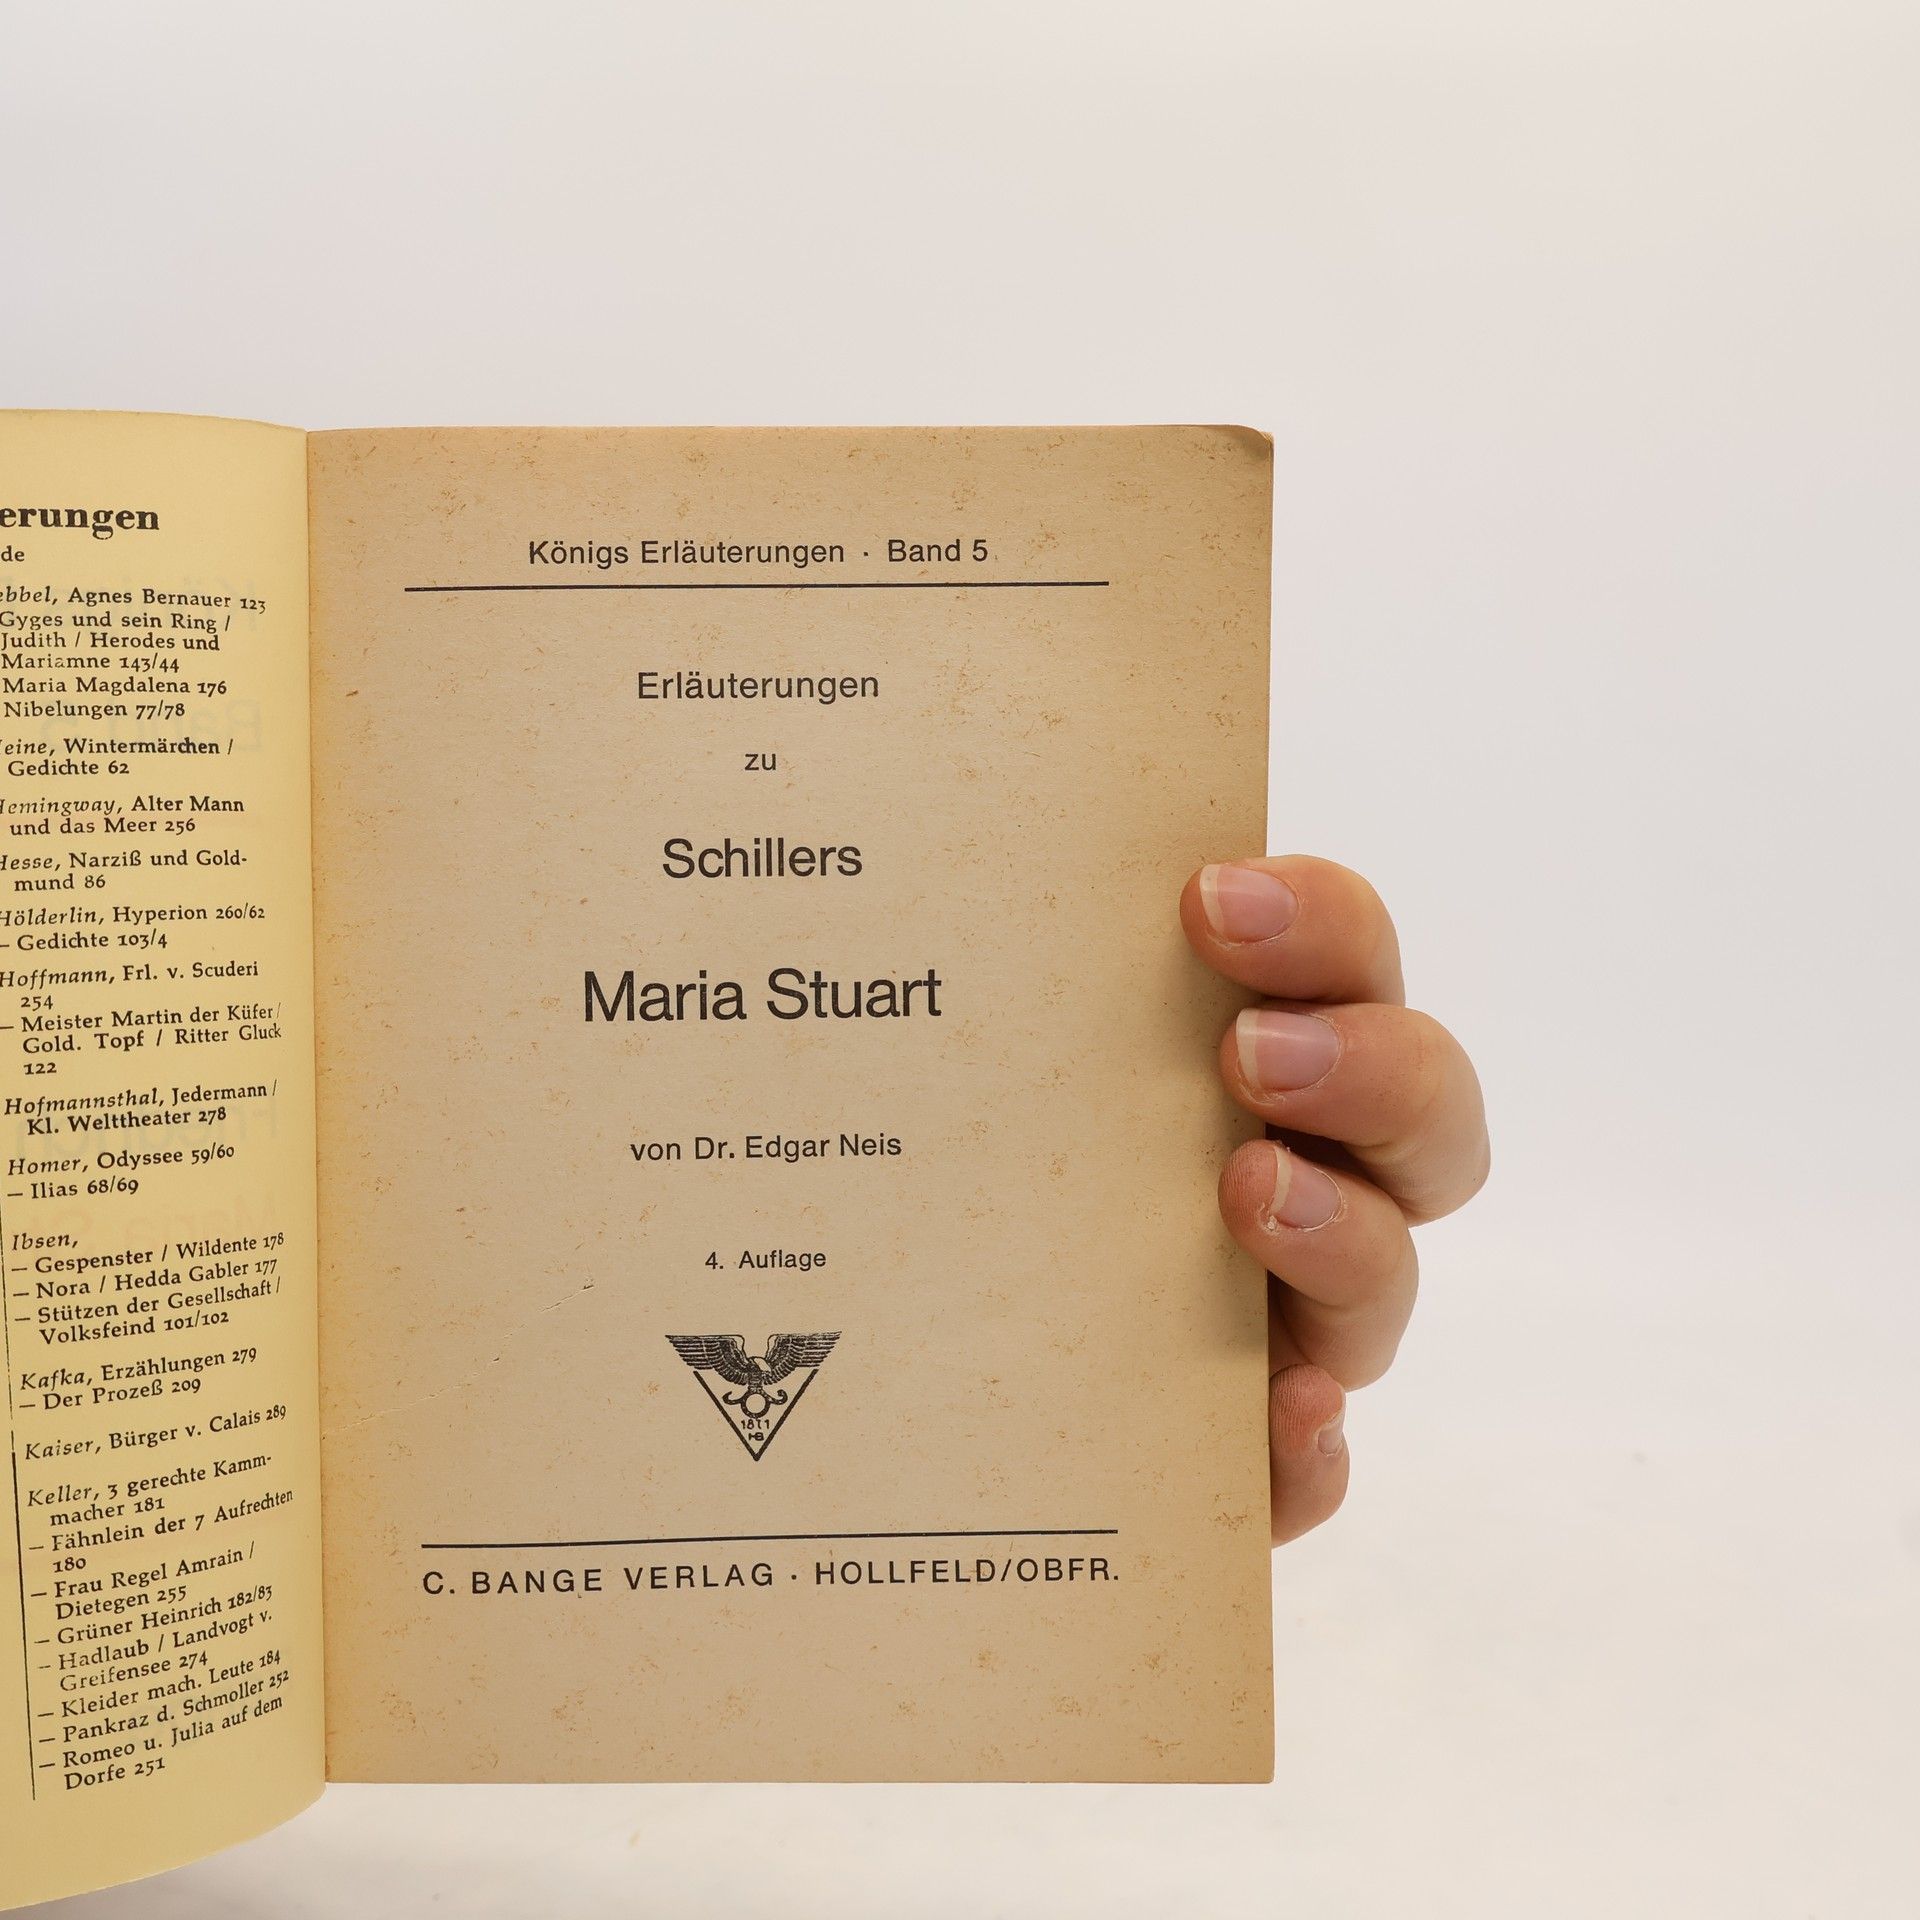 erungen
de
ebbel, Agnes Bernauer 123
Gyges und sein Ring /
Judith / Herodes und
Mariamne 143/44
Maria Magdalena 176
Nibelungen 77/78
eine, Wintermärchen /
Gedichte 62
Hemingway, Alter Mann
und das Meer 256
Hesse, Narziß und Gold-
mund 86
Hölderlin, Hyperion 260/62
— Gedichte 103/4
Hoffmann, Frl. v. Scuderi
254
— Meister Martin der Küfer /
Gold. Topf / Ritter Gluck
122
Hofmannsthal, Jedermann /
Kl. Welttheater 278
Homer, Odyssee 59/60
— Ilias 68/69
Ibsen,
— Gespenster / Wildente 178
— Nora / Hedda Gabler 177
— Stützen der Gesellschaft /
Volksfeind 101/102
Kafka, Erzählungen 279
— Der Prozeß 209
Kaiser, Bürger v. Calais 289
Keller, 3 gerechte Kamm-
macher 181
— Fähnlein der 7 Aufrechten
180
— Frau Regel Amrain /
Dietegen 255
— Grüner Heinrich 182/83
— Hadlaub / Landvogt v.
Greifensee 274
— Kleider mach. Leute 184
— Pankraz d. Schmoller 252
— Romeo u. Julia auf dem
Dorfe 251
Königs Erläuterungen · Band 5
Erläuterungen
zu
Schillers
Maria Stuart
von Dr. Edgar Neis
4. Auflage
1871
HB
C. BANGE VERLAG · HOLLFELD/OBFR.